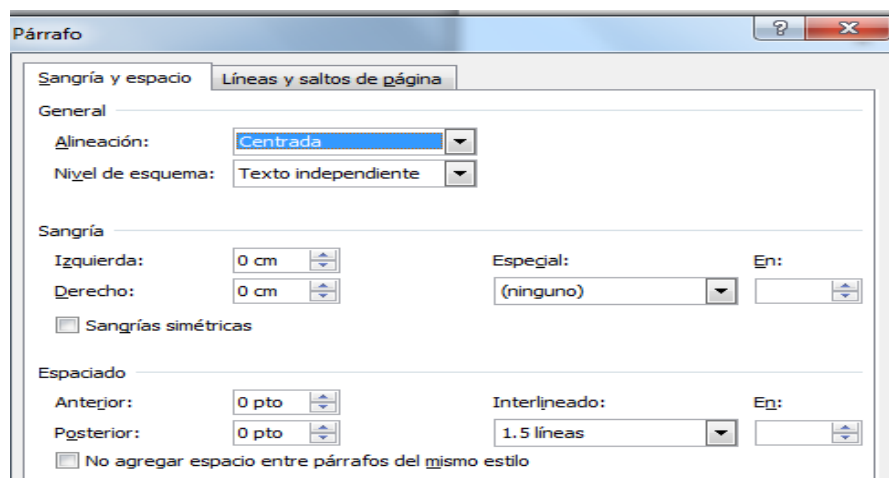 Párrafo
Sangría y espacio Líneas y saltos de página
General
Alineación: Centrada
Nivel de esquema: Texto independiente
Sangría
Izquierda: 0 cm Especial: En:
Derecho: 0 cm (ninguno)
Sangrías simétricas
Espaciado
Anterior: 0 pto Interlineado: En:
Posterior: 0 pto 1.5 líneas
No agregar espacio entre párrafos del mismo estilo